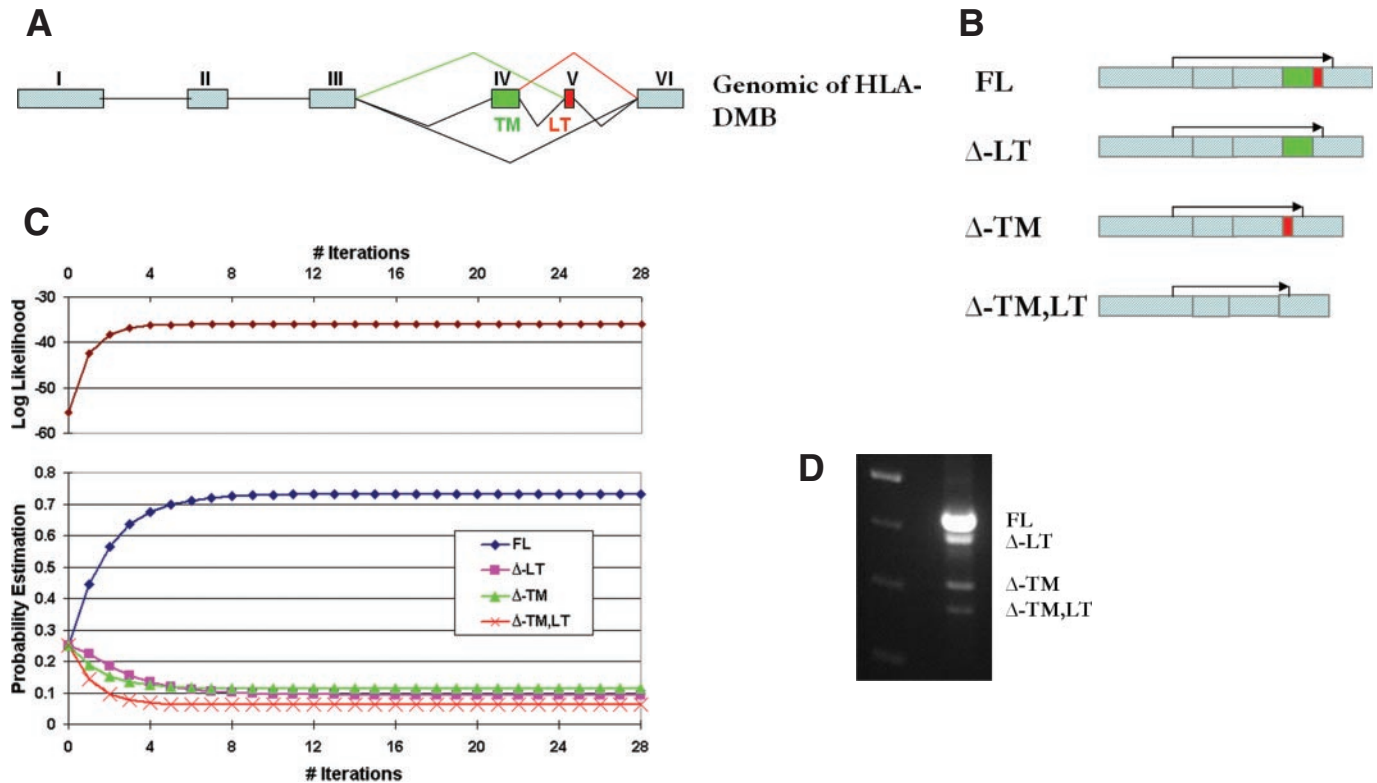 A
I II III IV V VI
TM LT
Genomic of HLA-
DMB
B
FL
Δ-LT
Δ-TM
Δ-TM,LT
C
# Iterations
0 4 8 12 16 20 24 28
-30
-40
-50
-60
Log Likelihood
0.8
0.7
0.6
0.5
0.4
0.3
0.2
0.1
0
Probability Estimation
FL
Δ-LT
Δ-TM
Δ-TM,LT
0 4 8 12 16 20 24 28
# Iterations
D
FL
Δ-LT
Δ-TM
Δ-TM,LT